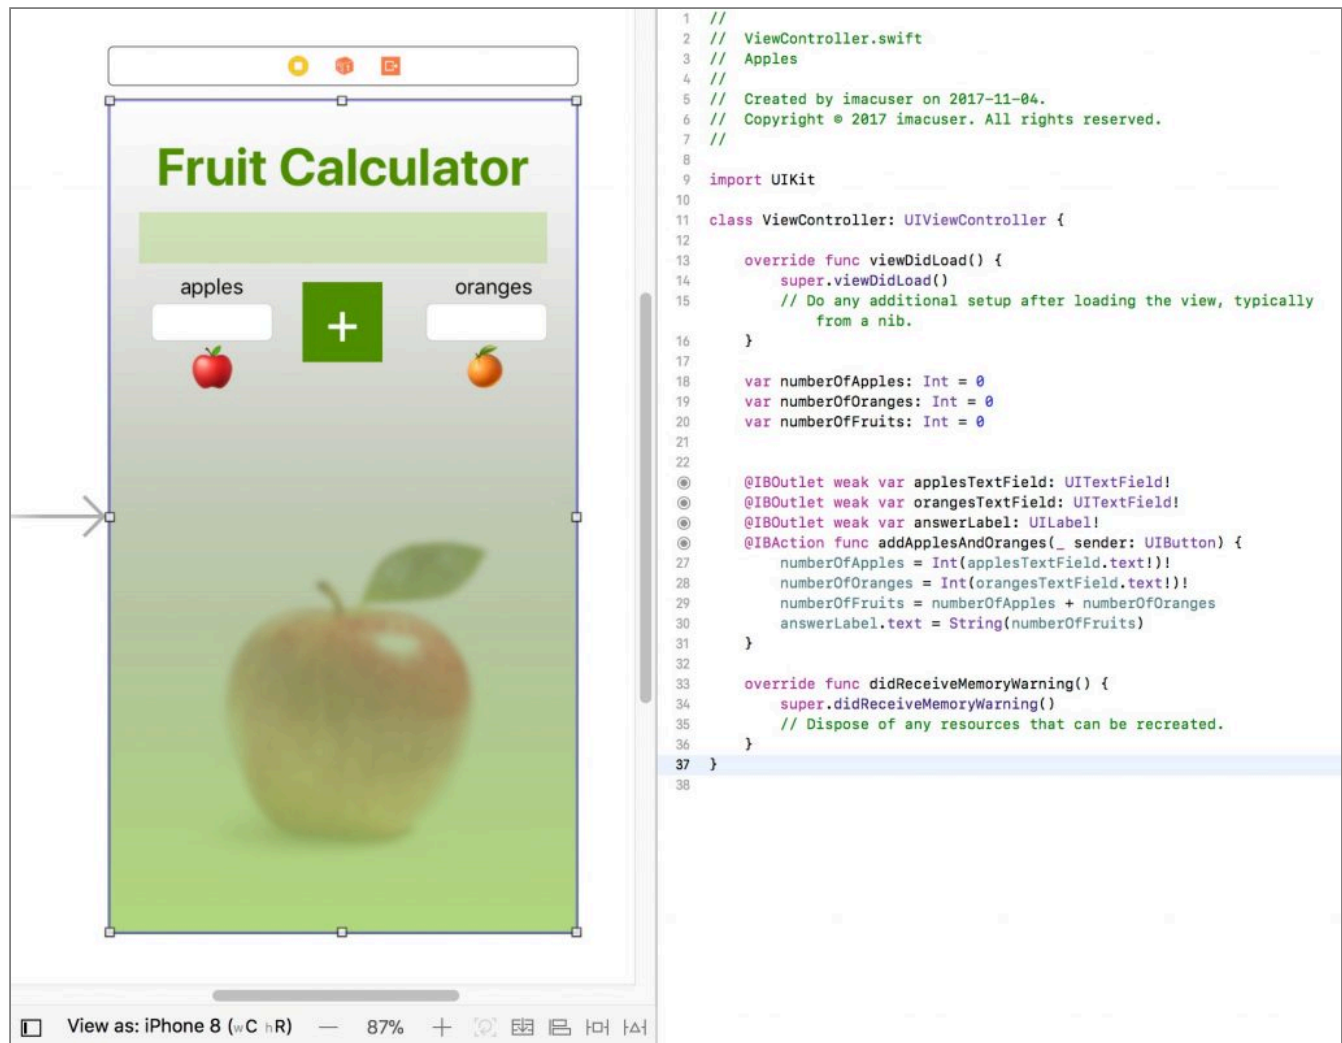 Fruit Calculator
apples
oranges
+
View as: iPhone 8 (wC hR)
— 87% +
1 //
2 // ViewController.swift
3 // Apples
4 //
5 // Created by imacuser on 2017-11-04.
6 // Copyright © 2017 imacuser. All rights reserved.
7 //
8
9 import UIKit
10
11 class ViewController: UIViewController {
12
13 override func viewDidLoad() {
14 super.viewDidLoad()
15 // Do any additional setup after loading the view, typically
from a nib.
16 }
17
18 var numberOfApples: Int = 0
19 var numberOfOranges: Int = 0
20 var numberOfFruits: Int = 0
21
22
@IBOutlet weak var applesTextField: UITextField!
@IBOutlet weak var orangesTextField: UITextField!
@IBOutlet weak var answerLabel: UILabel!
@IBAction func addApplesAndOranges(_ sender: UIButton) {
27 numberOfApples = Int(applesTextField.text!)!
28 numberOfOranges = Int(orangesTextField.text!)!
29 numberOfFruits = numberOfApples + numberOfOranges
30 answerLabel.text = String(numberOfFruits)
31 }
32
33 override func didReceiveMemoryWarning() {
34 super.didReceiveMemoryWarning()
35 // Dispose of any resources that can be recreated.
36 }
37 }
38